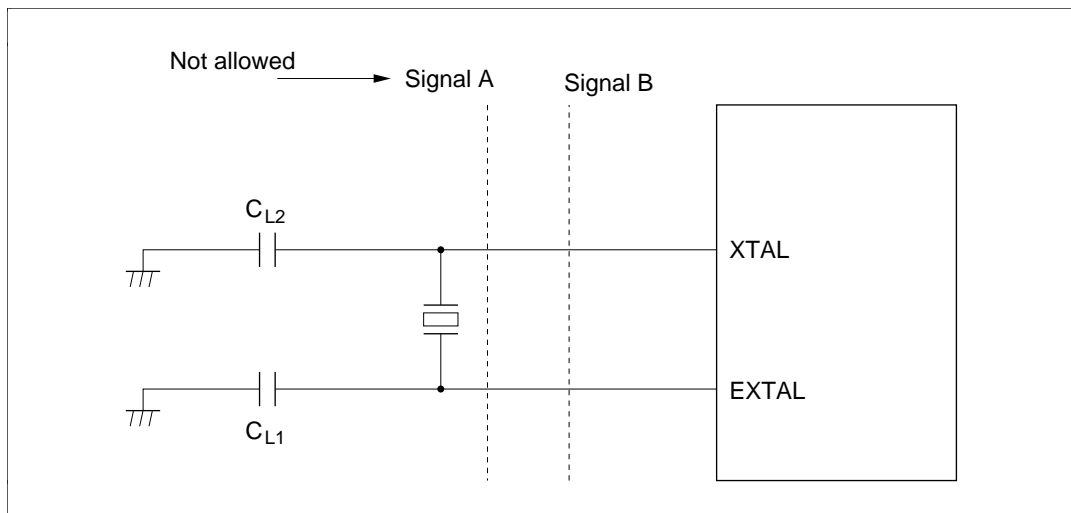 Not allowed
Signal A
Signal B
CL2
XTAL
EXTAL
CL1